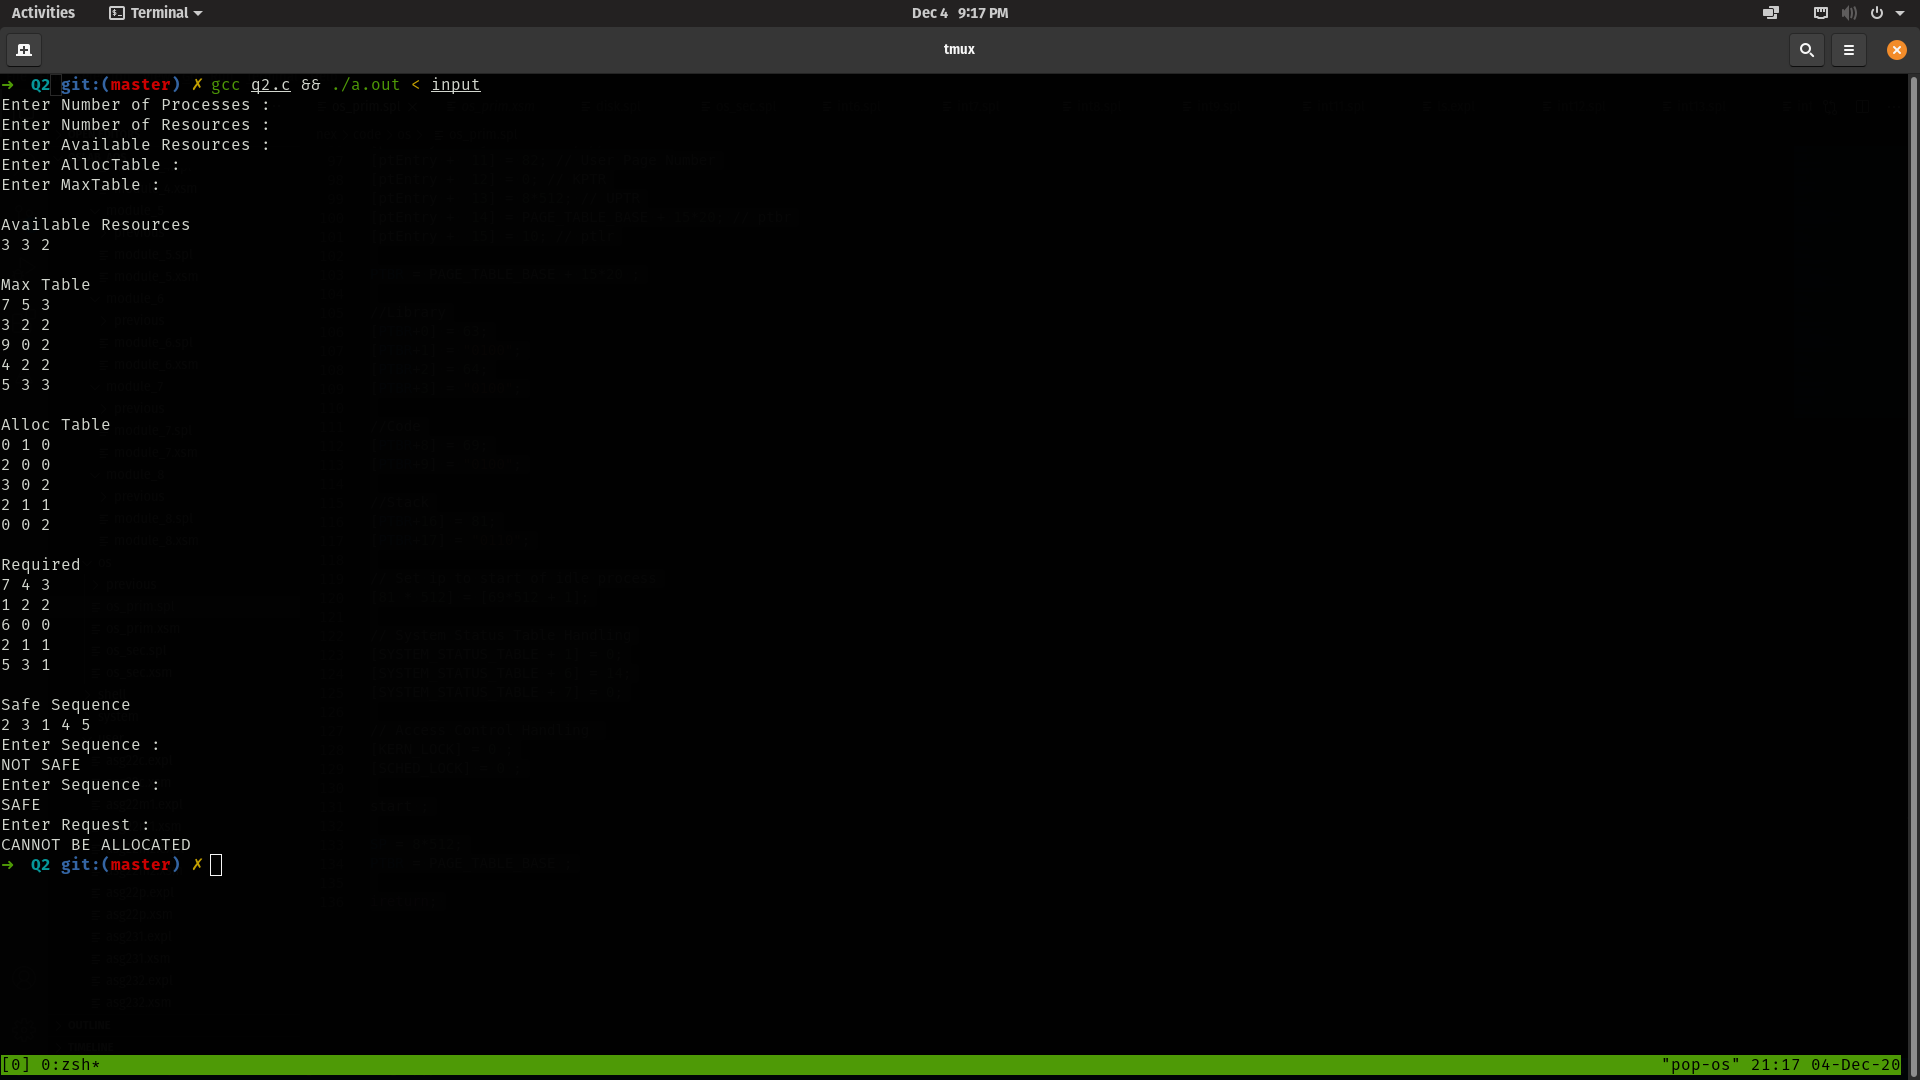 Activities Terminal Dec 4 9:17 PM
tmux
➜ Q2 git:(master) ✗ gcc q2.c && ./a.out < input
Enter Number of Processes :
Enter Number of Resources :
Enter Available Resources :
Enter AllocTable :
Enter MaxTable :
Available Resources
3 3 2
Max Table
7 5 3
3 2 2
9 0 2
4 2 2
5 3 3
Alloc Table
0 1 0
2 0 0
3 0 2
2 1 1
0 0 2
Required
7 4 3
1 2 2
6 0 0
2 1 1
5 3 1
Safe Sequence
2 3 1 4 5
Enter Sequence :
NOT SAFE
Enter Sequence :
SAFE
Enter Request :
CANNOT BE ALLOCATED
➜ Q2 git:(master) ✗
[0] 0:zsh* "pop-os" 21:17 04-Dec-20